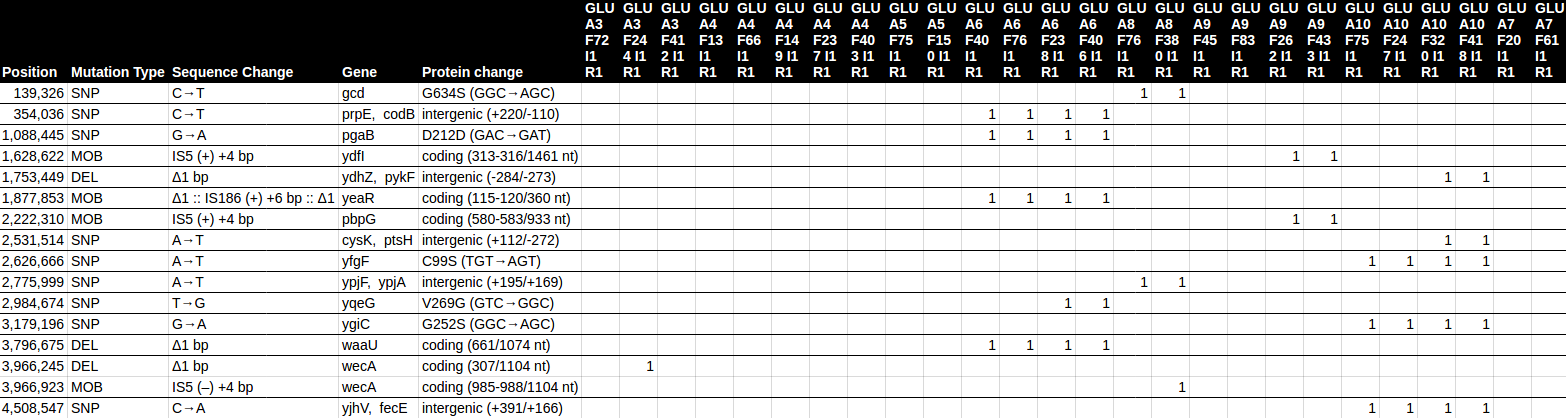 GLU GLU GLU GLU GLU GLU GLU GLU GLU GLU GLU GLU GLU GLU GLU GLU GLU GLU GLU GLU GLU GLU GLU GLU GLU GLU
A3 A3 A3 A4 A4 A4 A4 A4 A5 A5 A6 A6 A6 A6 A8 A8 A9 A9 A9 A9 A10 A10 A10 A10 A7 A7
F72 F24 F41 F13 F66 F14 F23 F40 F75 F15 F40 F76 F23 F40 F76 F38 F45 F83 F26 F43 F75 F24 F32 F41 F20 F61
I1 4 I1 2 I1 I1 I1 9 I1 7 I1 3 I1 I1 0 I1 I1 I1 8 I1 6 I1 I1 0 I1 I1 I1 2 I1 3 I1 I1 7 I1 0 I1 8 I1 I1 I1
Position Mutation Type Sequence Change Gene Protein change R1 R1 R1 R1 R1 R1 R1 R1 R1 R1 R1 R1 R1 R1 R1 R1 R1 R1 R1 R1 R1 R1 R1 R1 R1 R1
139,326 SNP C→T gcd G634S (GGC→AGC) 1 1
354,036 SNP C→T prpE, codB intergenic (+220/-110) 1 1 1 1
1,088,445 SNP G→A pgaB D212D (GAC→GAT) 1 1 1 1
1,628,622 MOB IS5 (+) +4 bp ydfI coding (313-316/1461 nt) 1 1
1,753,449 DEL Δ1 bp ydhZ, pykF intergenic (-284/-273) 1 1
1,877,853 MOB Δ1 :: IS186 (+) +6 bp :: Δ1 yeaR coding (115-120/360 nt) 1 1 1 1
2,222,310 MOB IS5 (+) +4 bp pbpG coding (580-583/933 nt) 1 1
2,531,514 SNP A→T cysK, ptsH intergenic (+112/-272) 1 1
2,626,666 SNP A→T yfgF C99S (TGT→AGT) 1 1 1 1
2,775,999 SNP A→T ypjF, ypjA intergenic (+195/+169) 1 1
2,984,674 SNP T→G yqeG V269G (GTC→GGC) 1 1
3,179,196 SNP G→A ygiC G252S (GGC→AGC) 1 1 1 1
3,796,675 DEL Δ1 bp waaU coding (661/1074 nt) 1 1 1 1
3,966,245 DEL Δ1 bp wecA coding (307/1104 nt) 1
3,966,923 MOB IS5 (–) +4 bp wecA coding (985-988/1104 nt) 1
4,508,547 SNP C→A yjhV, fecE intergenic (+391/+166) 1 1 1 1